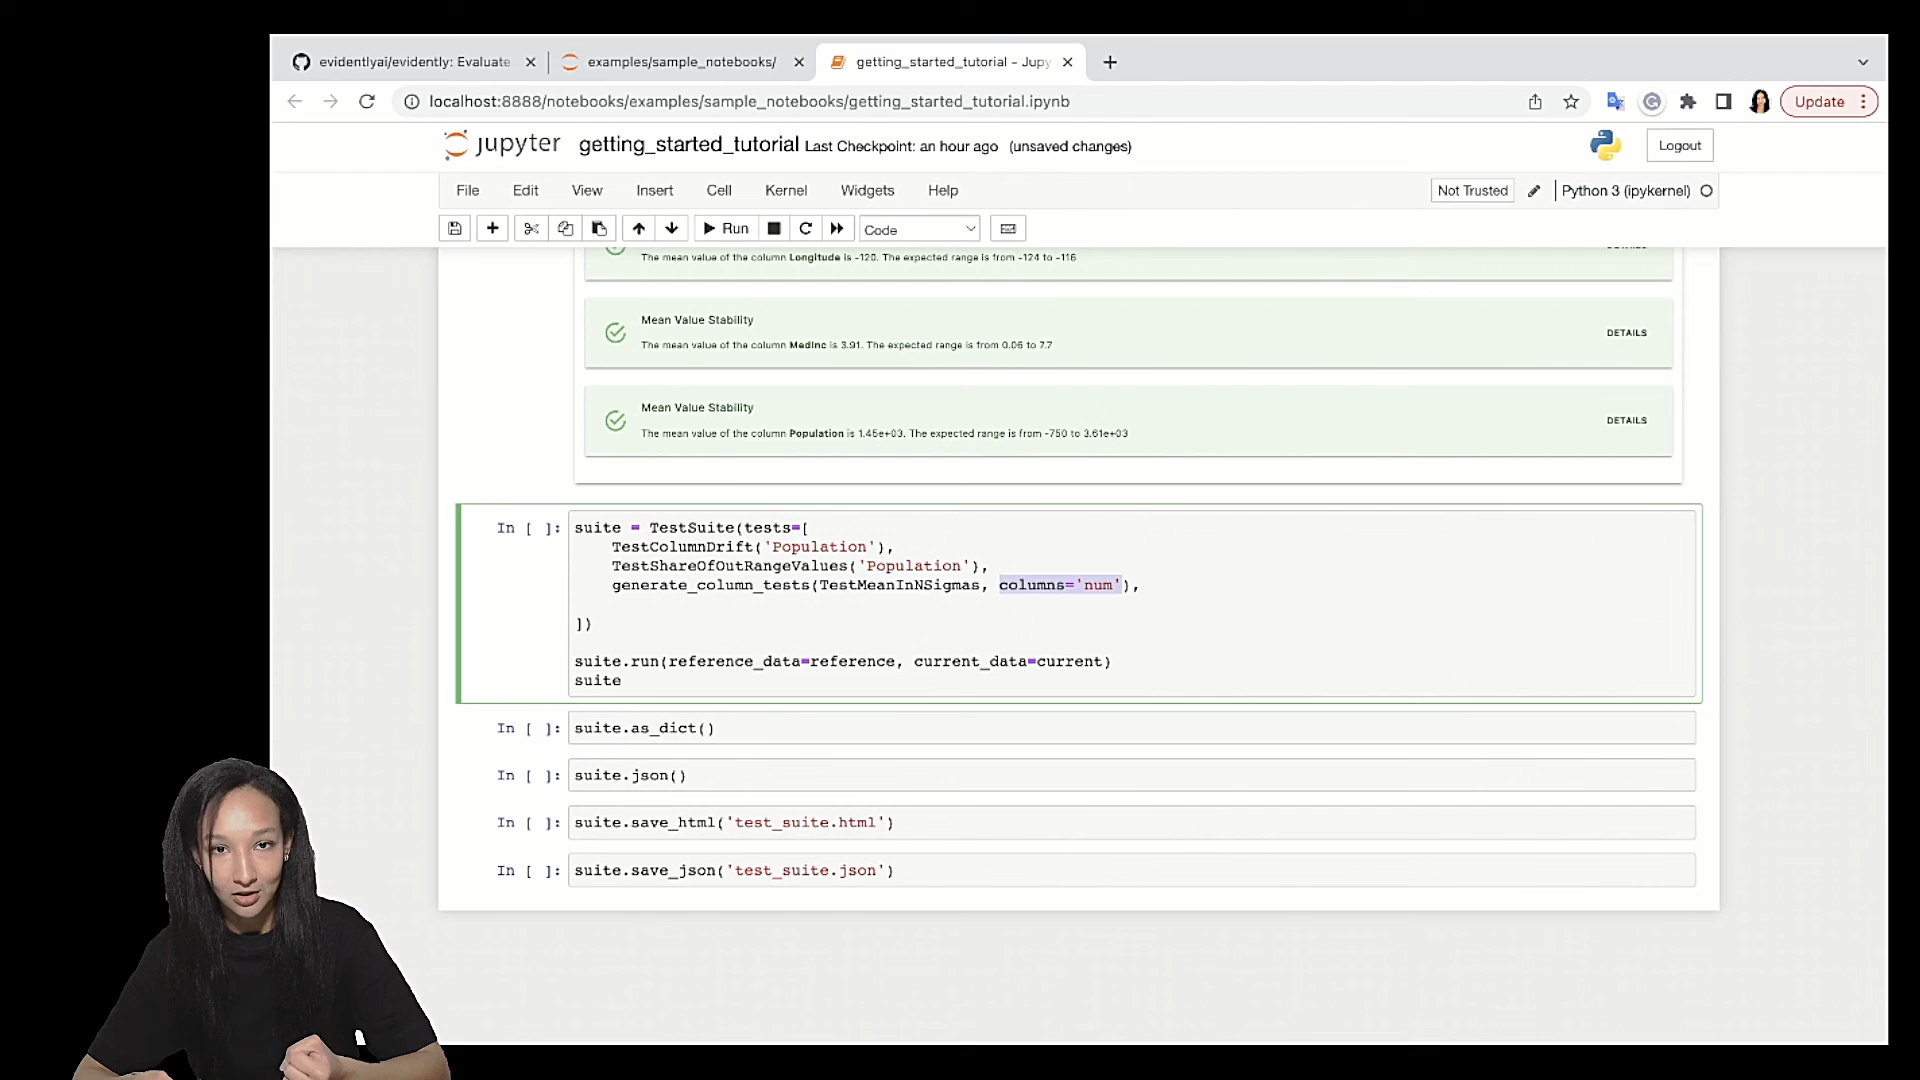 evidentlyai/evidently: Evaluate
examples/sample_notebooks/
getting_started_tutorial - Jupy
localhost:8888/notebooks/examples/sample_notebooks/getting_started_tutorial.ipynb
Update
jupyter getting_started_tutorial Last Checkpoint: an hour ago (unsaved changes)
Logout
File Edit View Insert Cell Kernel Widgets Help
Not Trusted
Python 3 (ipykernel)
Run
Code
The mean value of the column Longitude is -120. The expected range is from -124 to -116
Mean Value Stability
DETAILS
The mean value of the column MedInc is 3.91. The expected range is from 0.06 to 7.7
Mean Value Stability
DETAILS
The mean value of the column Population is 1.45e+03. The expected range is from -750 to 3.61e+03
In [ ]: suite = TestSuite(tests=[
TestColumnDrift('Population'),
TestShareOfOutRangeValues('Population'),
generate_column_tests(TestMeanInNSigmas, columns='num'),
])
suite.run(reference_data=reference, current_data=current)
suite
In [ ]: suite.as_dict()
In [ ]: suite.json()
In [ ]: suite.save_html('test_suite.html')
In [ ]: suite.save_json('test_suite.json')